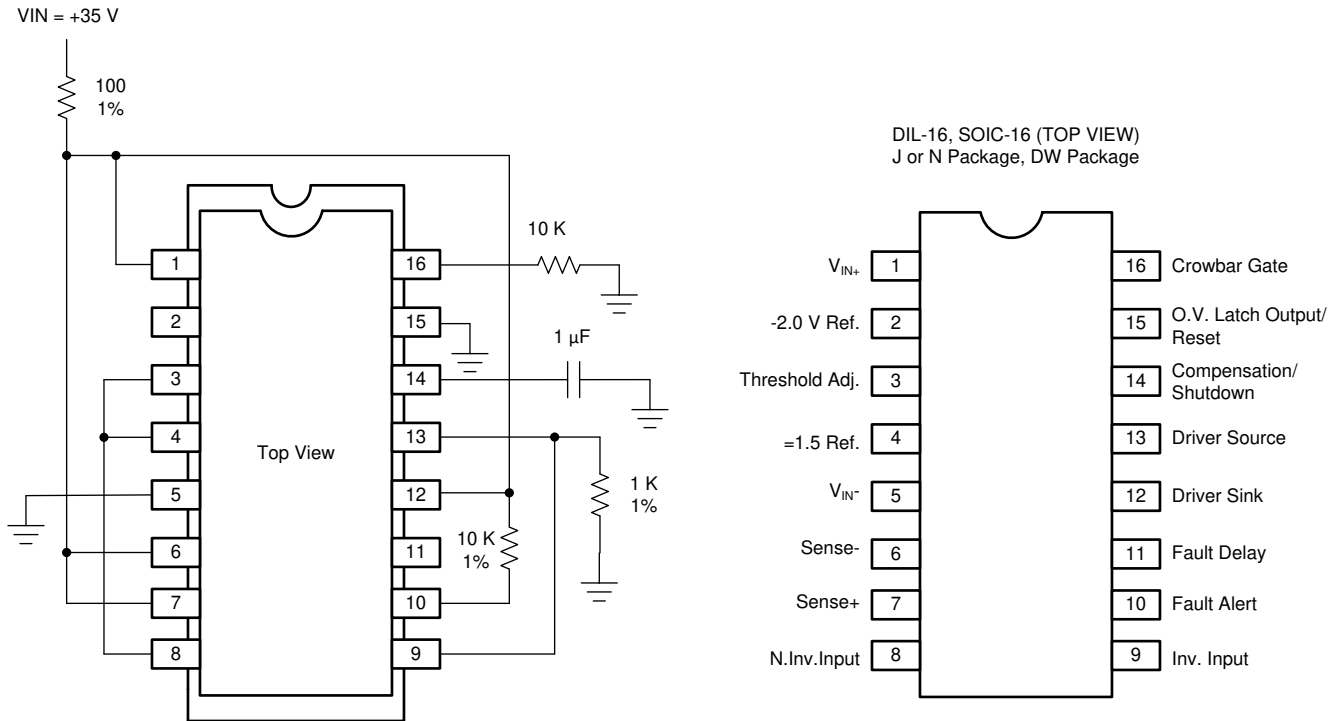 VIN = +35 V
100
1%
10 K
1 µF
1 K
1%
10 K
1%
Top View
1
2
3
4
5
6
7
8
16
15
14
13
12
11
10
9
DIL-16, SOIC-16 (TOP VIEW)
J or N Package, DW Package
VIN+ 1
-2.0 V Ref. 2
Threshold Adj. 3
=1.5 Ref. 4
VIN- 5
Sense- 6
Sense+ 7
N.Inv.Input 8
16 Crowbar Gate
15 O.V. Latch Output/
Reset
14 Compensation/
Shutdown
13 Driver Source
12 Driver Sink
11 Fault Delay
10 Fault Alert
9 Inv. Input